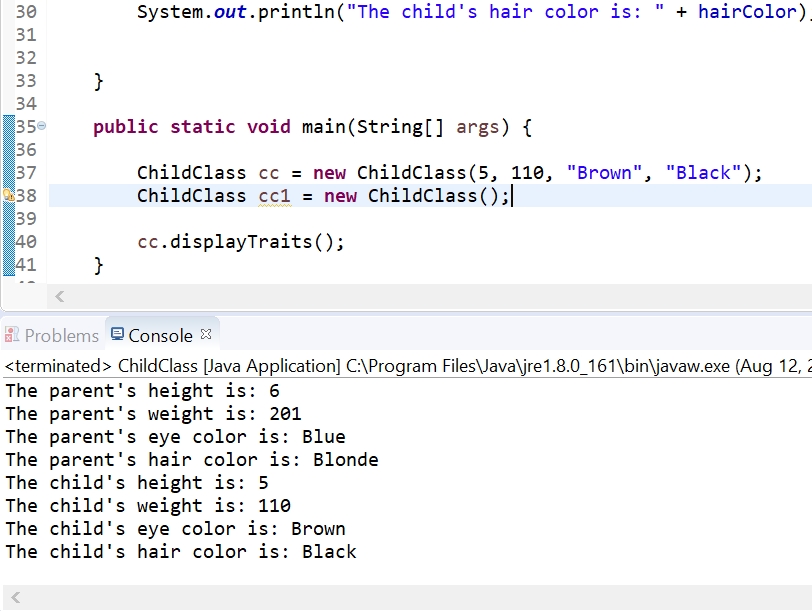 30 System.out.println("The child's hair color is: " + hairColor)
31
32
33 }
34
35 public static void main(String[] args) {
36
37 ChildClass cc = new ChildClass(5, 110, "Brown", "Black");
38 ChildClass cc1 = new ChildClass();
39
40 cc.displayTraits();
41 }
Problems Console
<terminated> ChildClass [Java Application] C:\Program Files\Java\jre1.8.0_161\bin\javaw.exe (Aug 12, 2
The parent's height is: 6
The parent's weight is: 201
The parent's eye color is: Blue
The parent's hair color is: Blonde
The child's height is: 5
The child's weight is: 110
The child's eye color is: Brown
The child's hair color is: Black